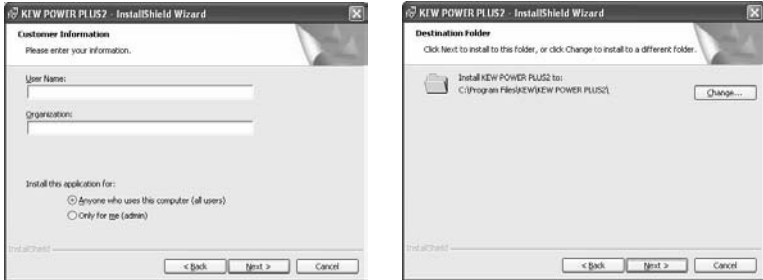 KEW POWER PLUS2 - InstallShield Wizard
Customer Information
Please enter your information.
User Name:
Organization:
Install this application for:
Anyone who uses this computer (all users)
Only for me (admin)
InstallShield
< Back
Next >
Cancel
KEW POWER PLUS2 - InstallShield Wizard
Destination Folder
Click Next to install to this folder, or click Change to install to a different folder.
Install KEW POWER PLUS2 to:
C:\Program Files\KEW\KEW POWER PLUS2\
Change...
InstallShield
< Back
Next >
Cancel